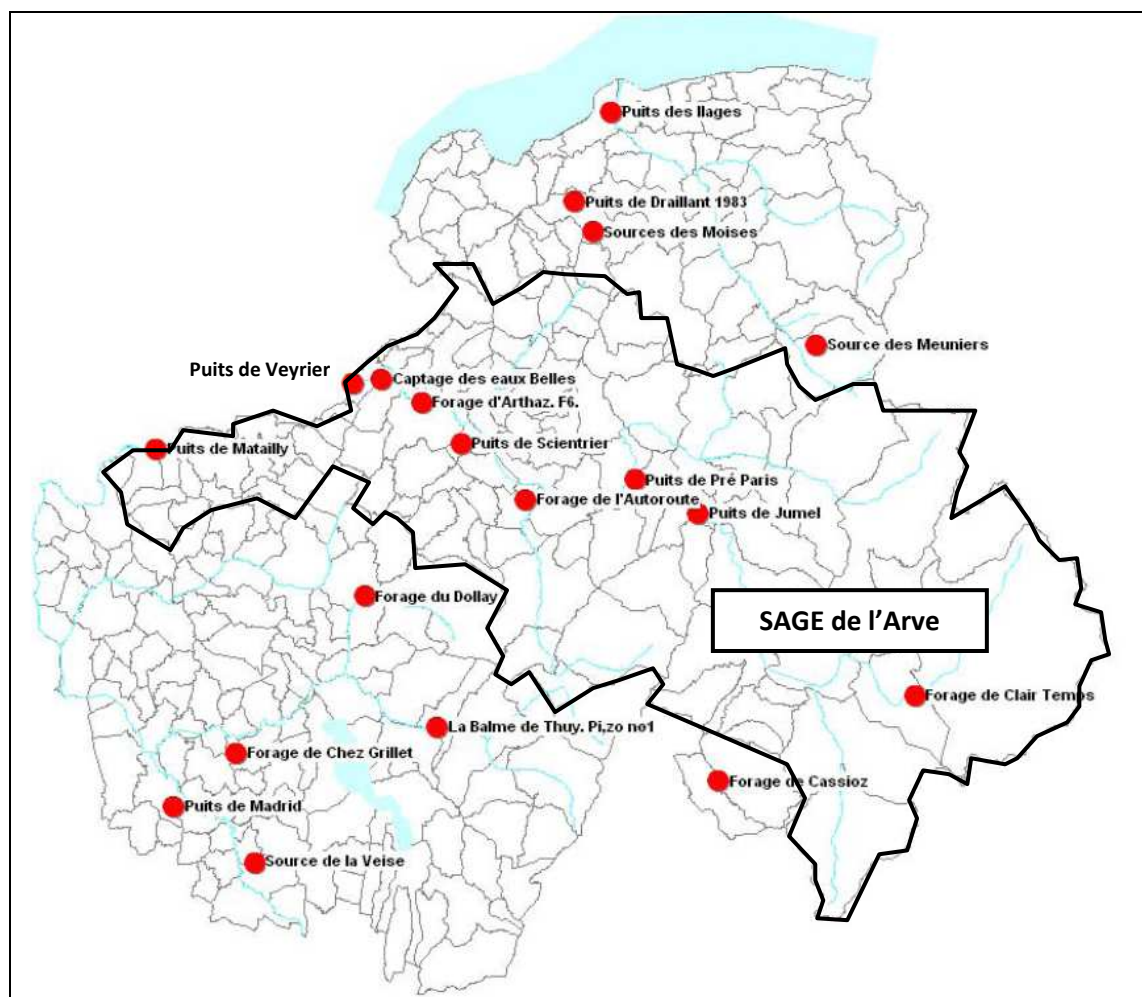 Puits des Ilages
Puits de Draillant 1983
Sources des Moises
Source des Meuniers
Puits de Veyrier
Captage des eaux Belles
Forage d'Arthaz. F6.
Puits de Scientrier
Puits de Matailly
Puits de Pré Paris
Forage de l'Autoroute
Puits de Jumel
Forage du Dollay
SAGE de l'Arve
Forage de Clair Temps
La Balme de Thuy. Pi,zo no1
Forage de Chez Grillet
Forage de Cassioz
Puits de Madrid
Source de la Veise